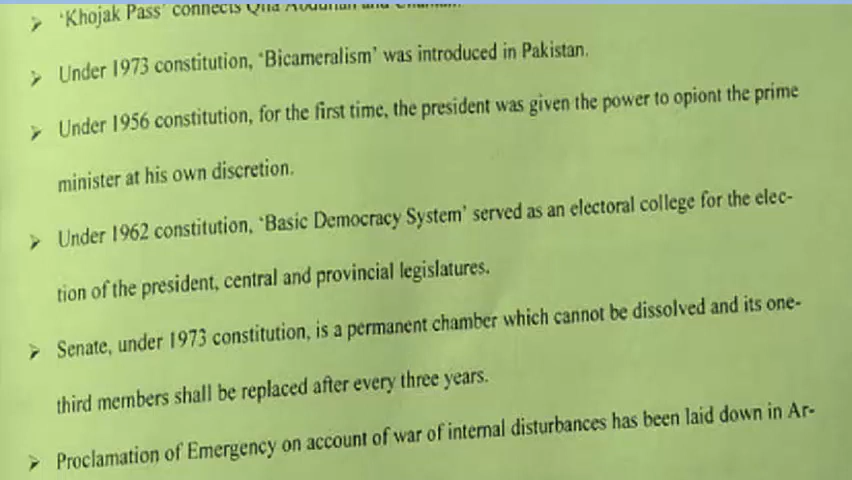 ➢ 'Khojak Pass' connects Qila Abdullah and
➢ Under 1973 constitution, 'Bicameralism' was introduced in Pakistan.
➢ Under 1956 constitution, for the first time, the president was given the power to opiont the prime
minister at his own discretion.
➢ Under 1962 constitution, 'Basic Democracy System' served as an electoral college for the elec-
tion of the president, central and provincial legislatures.
➢ Senate, under 1973 constitution, is a permanent chamber which cannot be dissolved and its one-
third members shall be replaced after every three years.
➢ Proclamation of Emergency on account of war of internal disturbances has been laid down in Ar-